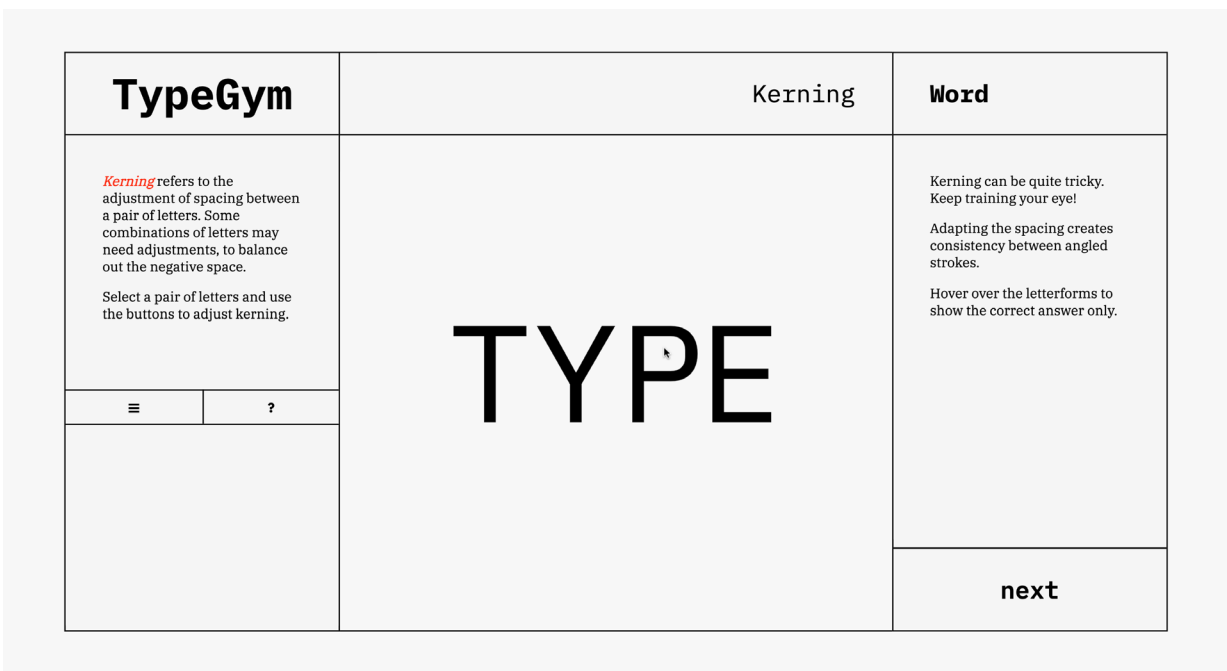 TypeGym
Kerning
Word
Kerning refers to the
adjustment of spacing between
a pair of letters. Some
combinations of letters may
need adjustments, to balance
out the negative space.
Select a pair of letters and use
the buttons to adjust kerning.
?
TYPE
Kerning can be quite tricky.
Keep training your eye!
Adapting the spacing creates
consistency between angled
strokes.
Hover over the letterforms to
show the correct answer only.
next